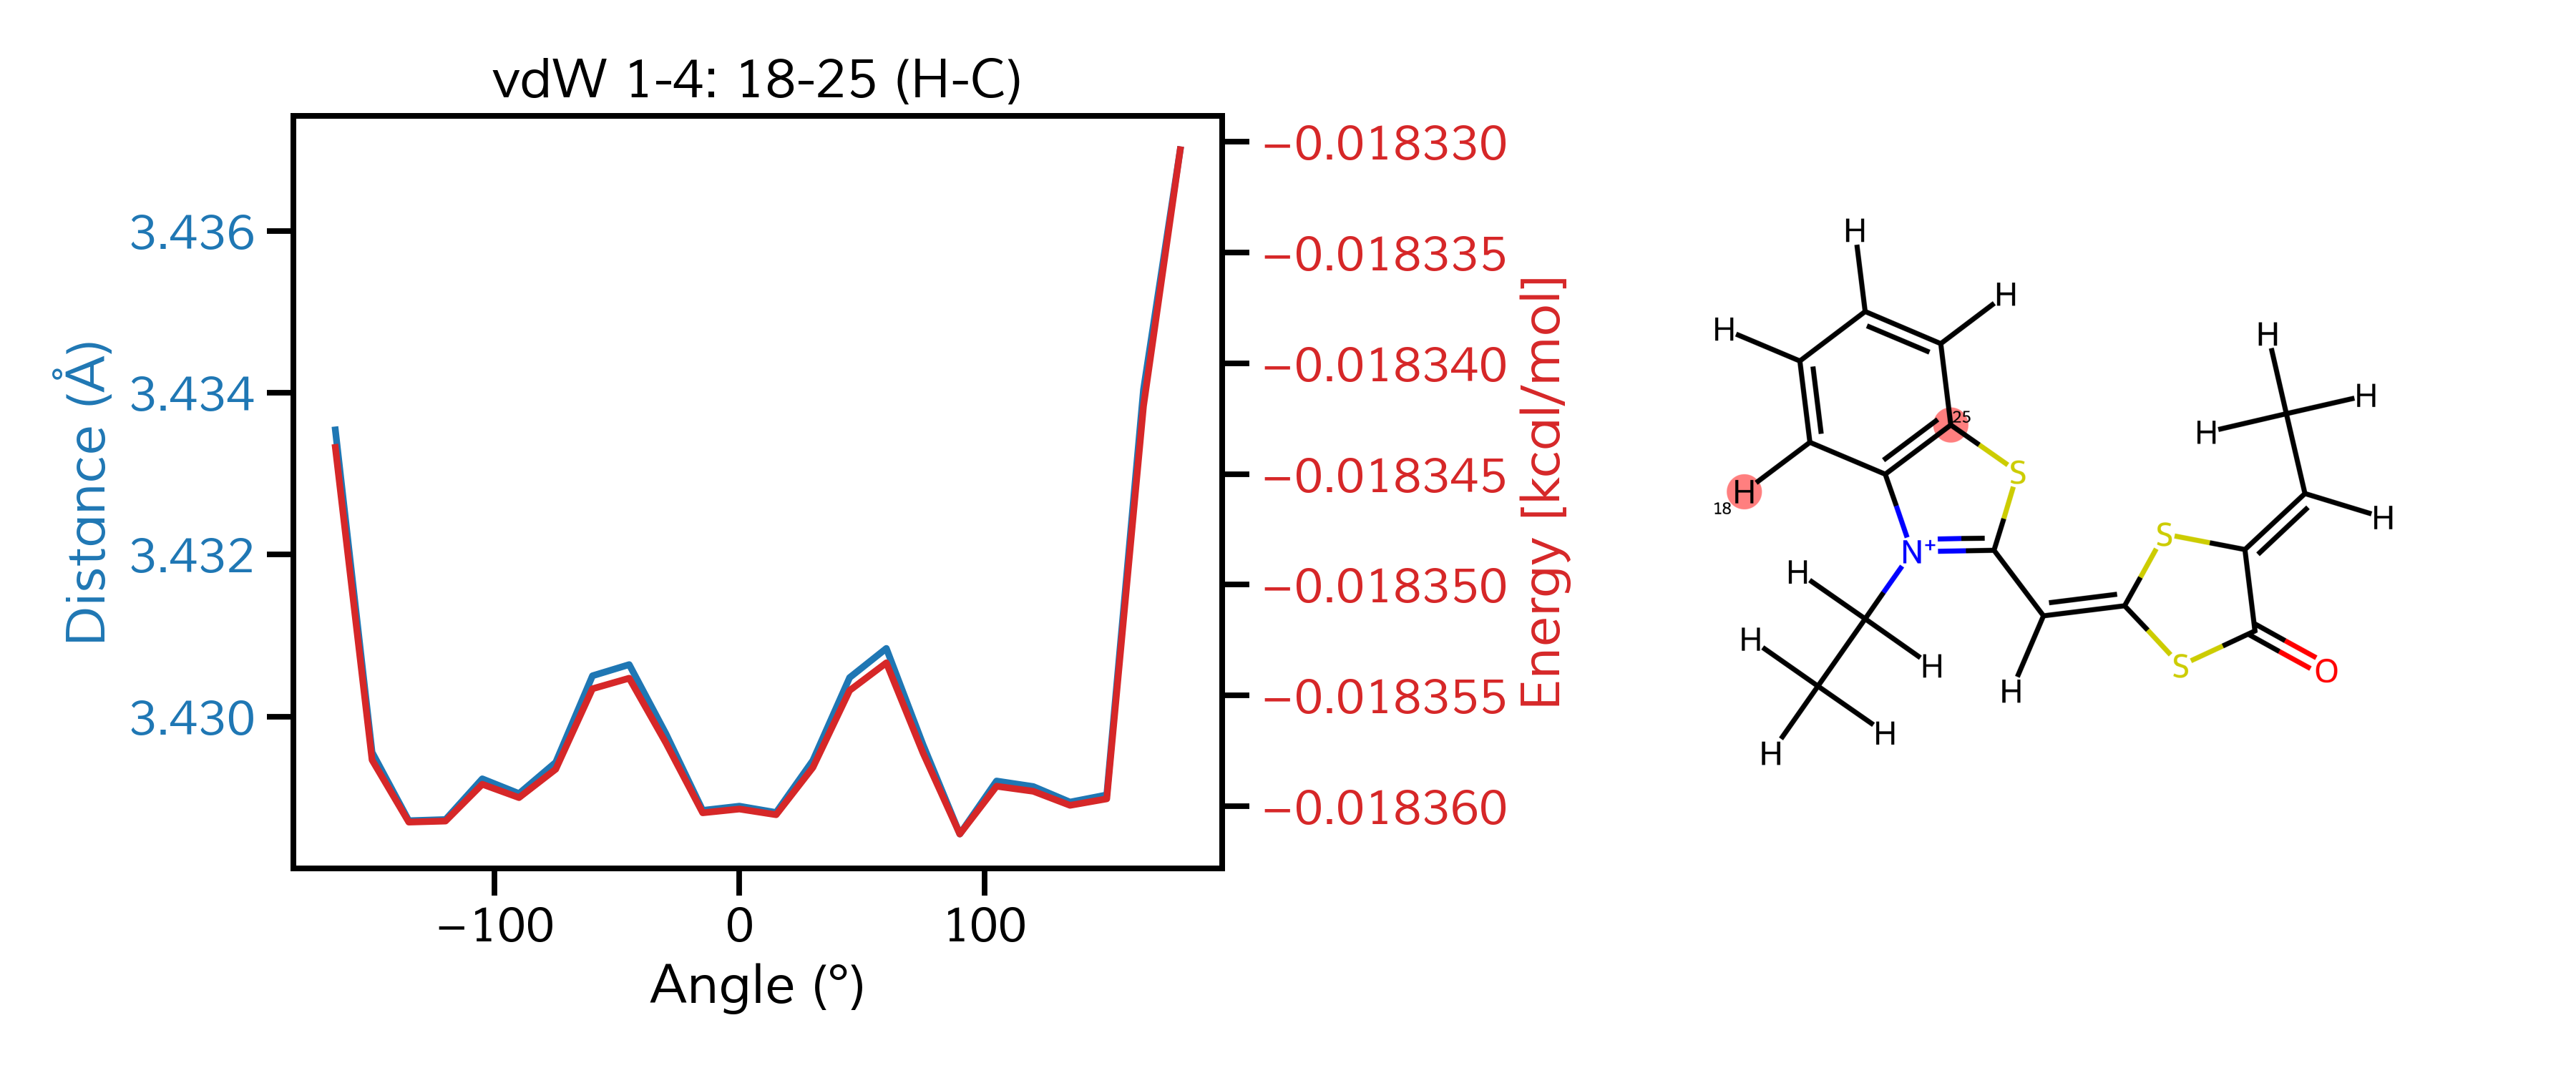 vdW 1-4: 18-25 (H-C)
Distance (Å)
3.436
3.434
3.432
3.430
−0.018330
−0.018335
−0.018340
−0.018345
−0.018350
−0.018355
−0.018360
Energy [kcal/mol]
−100
0
100
Angle (°)
H
H
H
H
H
H
25
S
H
H
18
H
N⁺
S
H
H
H
S
O
H
H
H